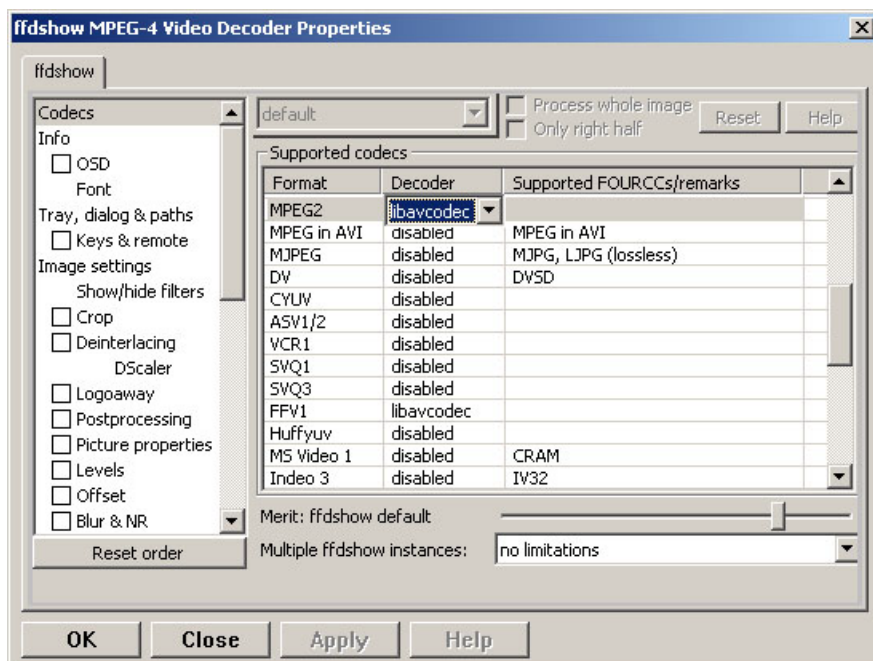 ffdshow MPEG-4 Video Decoder Properties
ffdshow
Codecs
Info
OSD
Font
Tray, dialog & paths
Keys & remote
Image settings
Show/hide filters
Crop
Deinterlacing
DScaler
Logoaway
Postprocessing
Picture properties
Levels
Offset
Blur & NR
Reset order
default
Process whole image
Only right half
Reset
Help
Supported codecs
Format Decoder Supported FOURCCs/remarks
MPEG2 libavcodec
MPEG in AVI disabled MPEG in AVI
MJPEG disabled MJPG, LJPG (lossless)
DV disabled DVSD
CYUV disabled
ASV1/2 disabled
VCR1 disabled
SVQ1 disabled
SVQ3 disabled
FFV1 libavcodec
Huffyuv disabled
MS Video 1 disabled CRAM
Indeo 3 disabled IV32
Merit: ffdshow default
Multiple ffdshow instances: no limitations
OK Close Apply Help